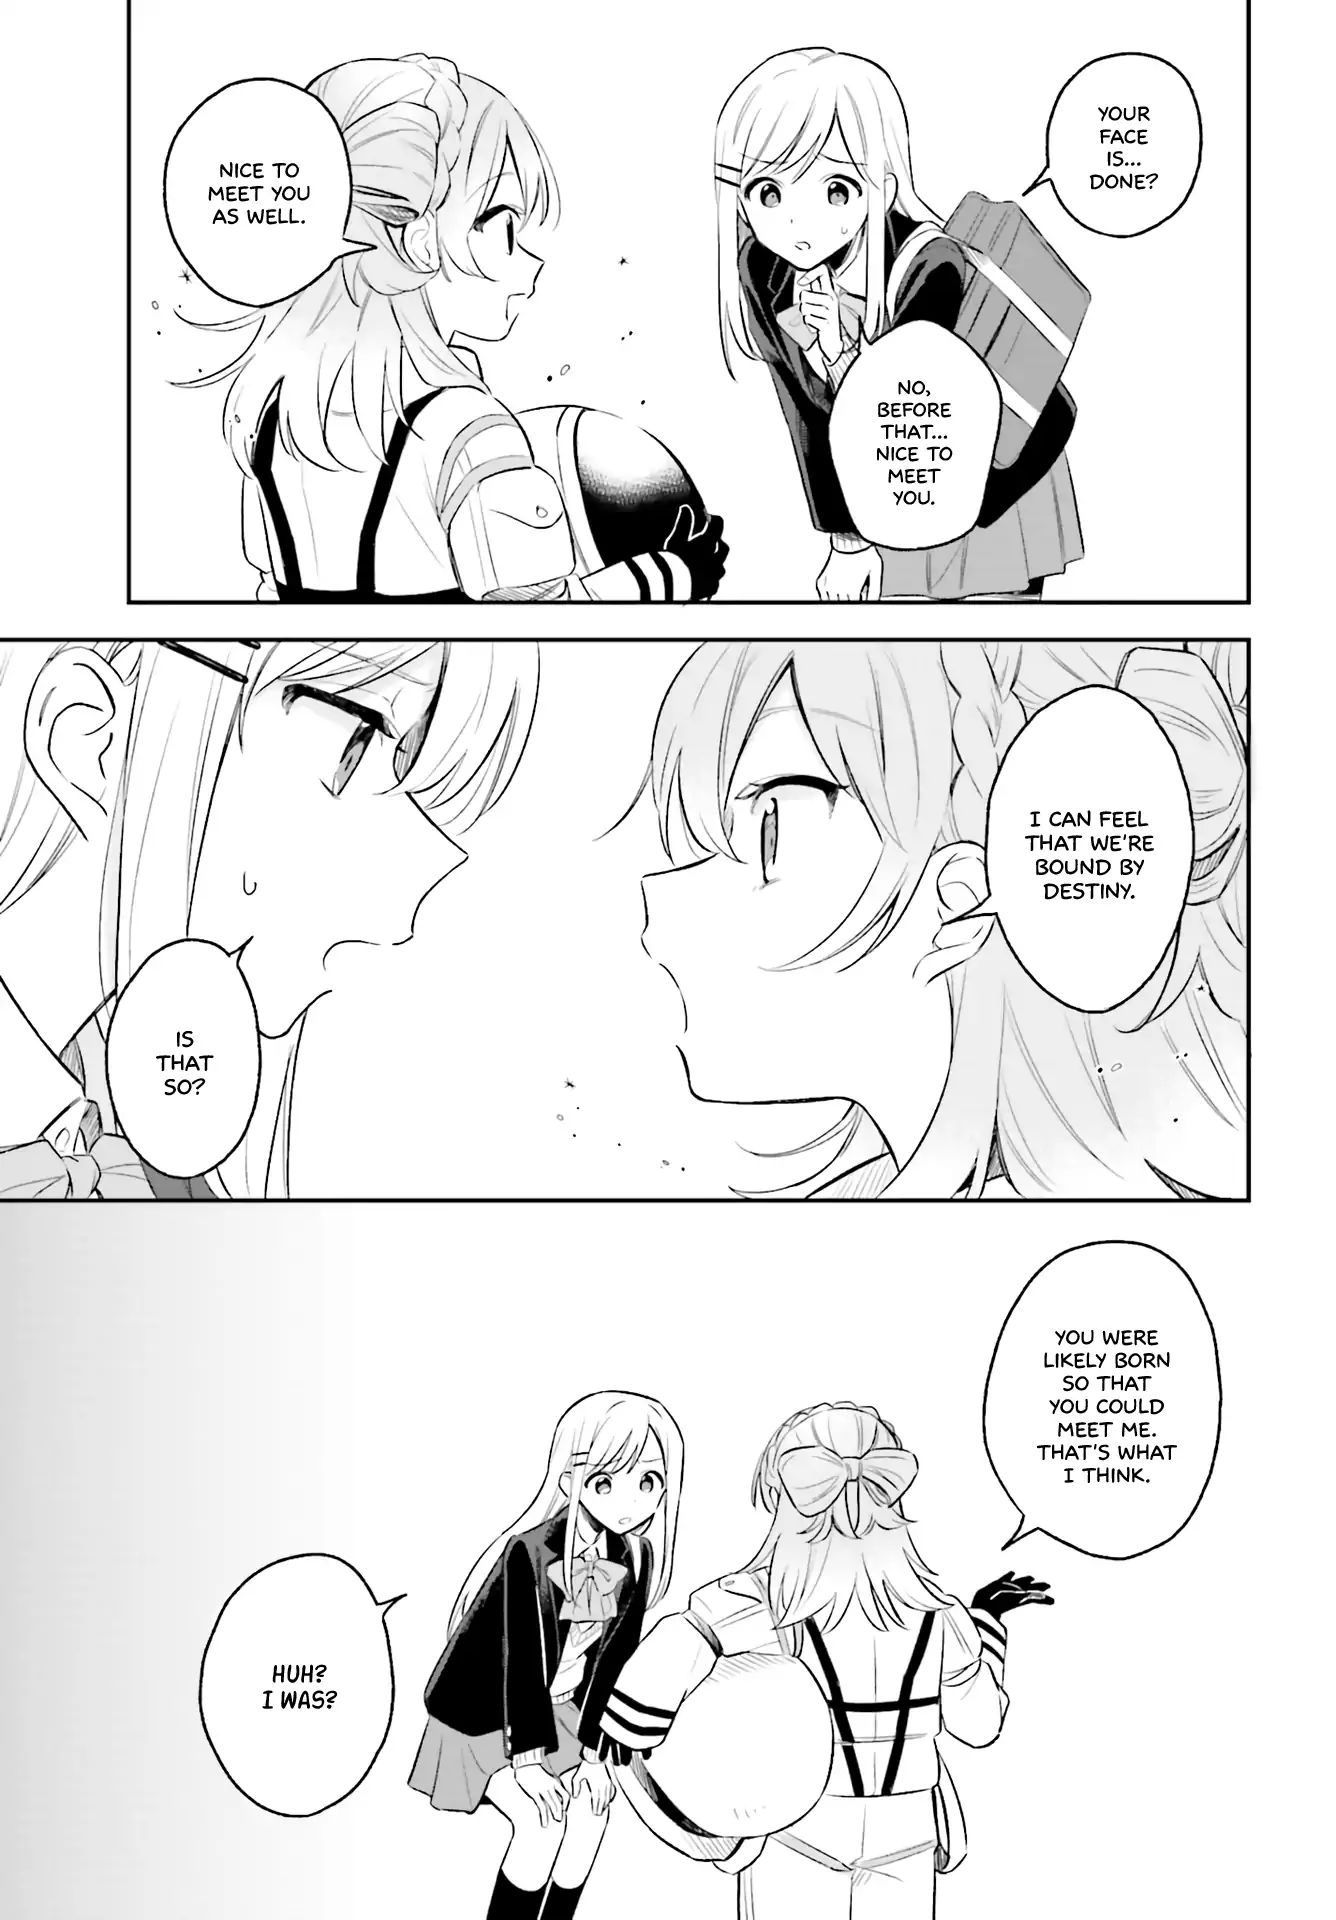 YOUR
FACE
IS...
DONE?
NO,
BEFORE
THAT...
NICE TO
MEET
YOU.
NICE TO
MEET YOU
AS WELL.
I CAN FEEL
THAT WE'RE
BOUND BY
DESTINY.
IS
THAT
SO?
YOU WERE
LIKELY BORN
SO THAT
YOU COULD
MEET ME.
THAT'S WHAT
I THINK.
HUH?
I WAS?